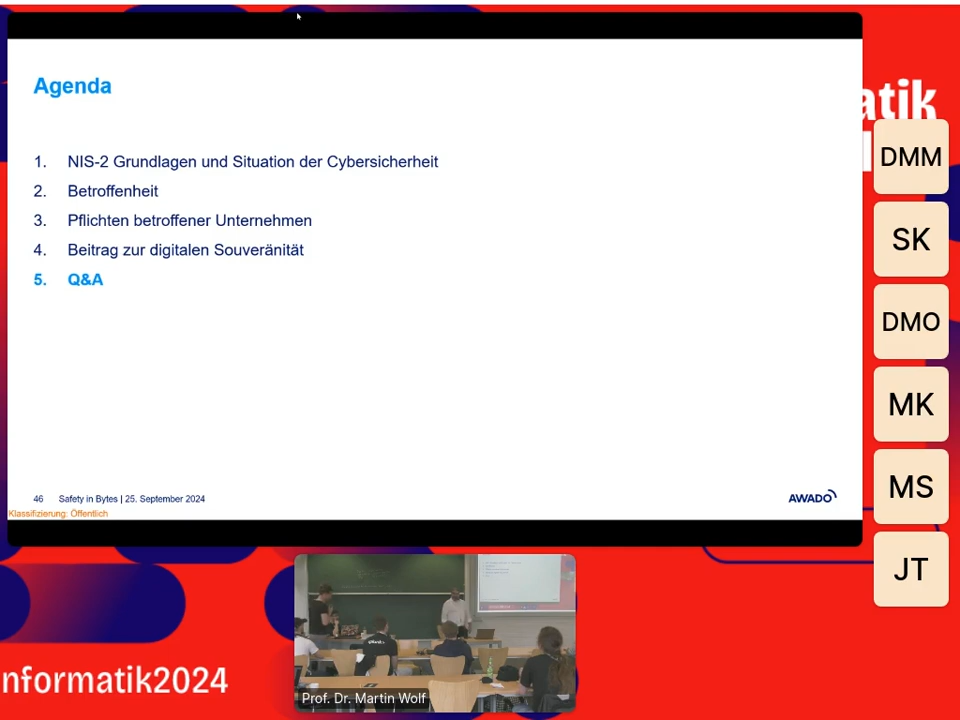 Agenda
1. NIS-2 Grundlagen und Situation der Cybersicherheit
2. Betroffenheit
3. Pflichten betroffener Unternehmen
4. Beitrag zur digitalen Souveränität
5. Q&A
46 Safety in Bytes | 25. September 2024
AWADO
Klassifizierung: Öffentlich
atik
DMM
SK
DMO
MK
MS
JT
Prof. Dr. Martin Wolf
nformatik2024